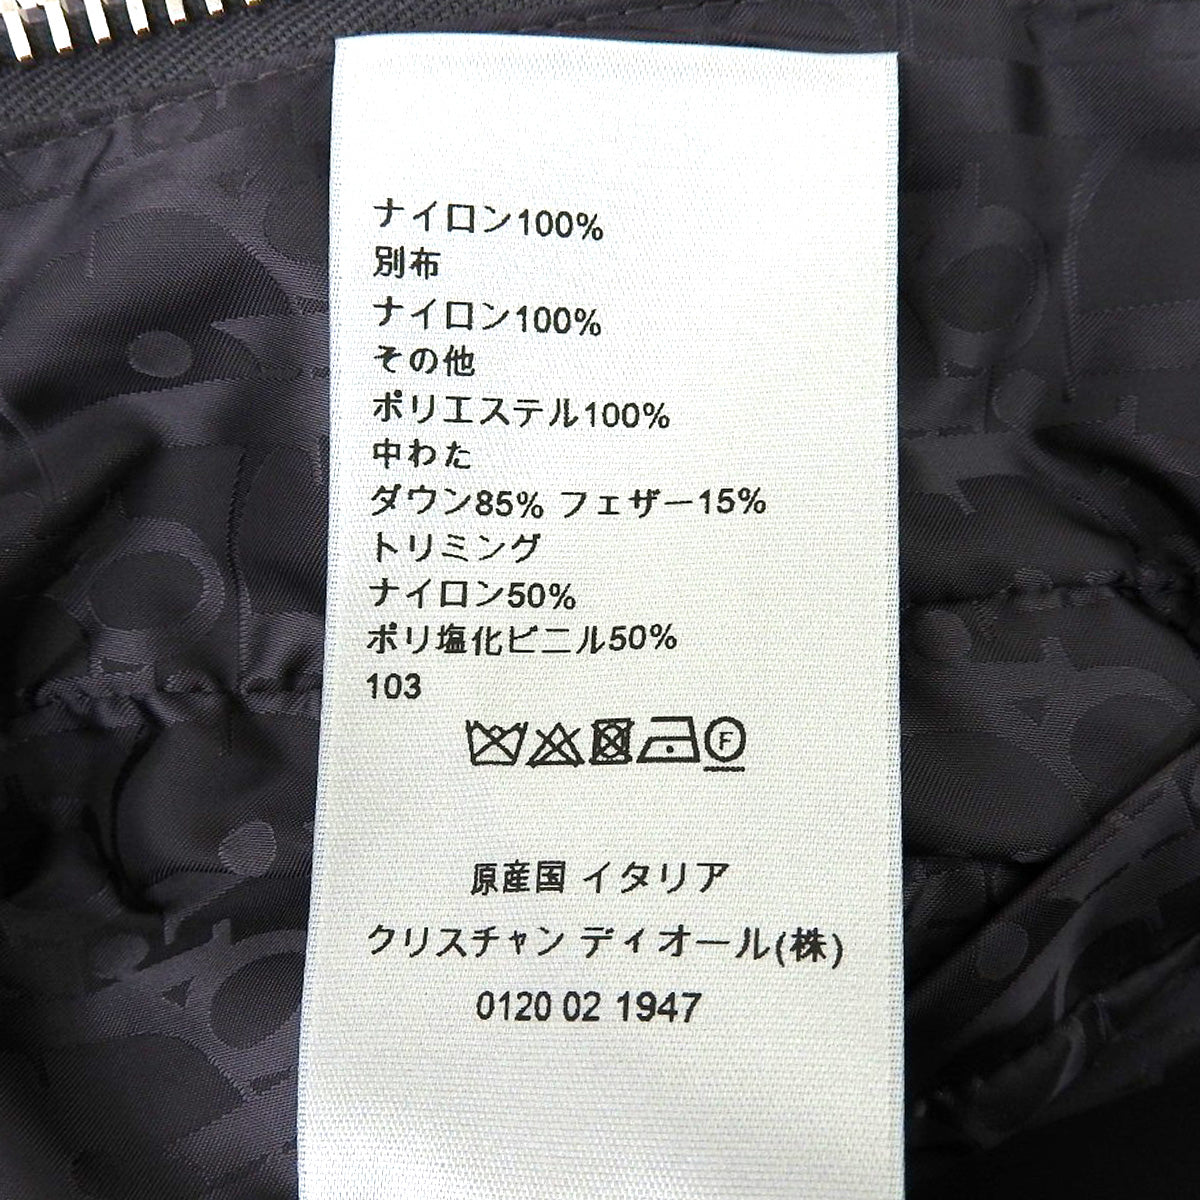 ナイロン100%
別布
ナイロン100%
その他
ポリエステル100%
中わた
ダウン85% フェザー15%
トリミング
ナイロン50%
ポリ塩化ビニル50%
103
F
原産国 イタリア
クリスチャン ディオール(株)
0120 02 1947